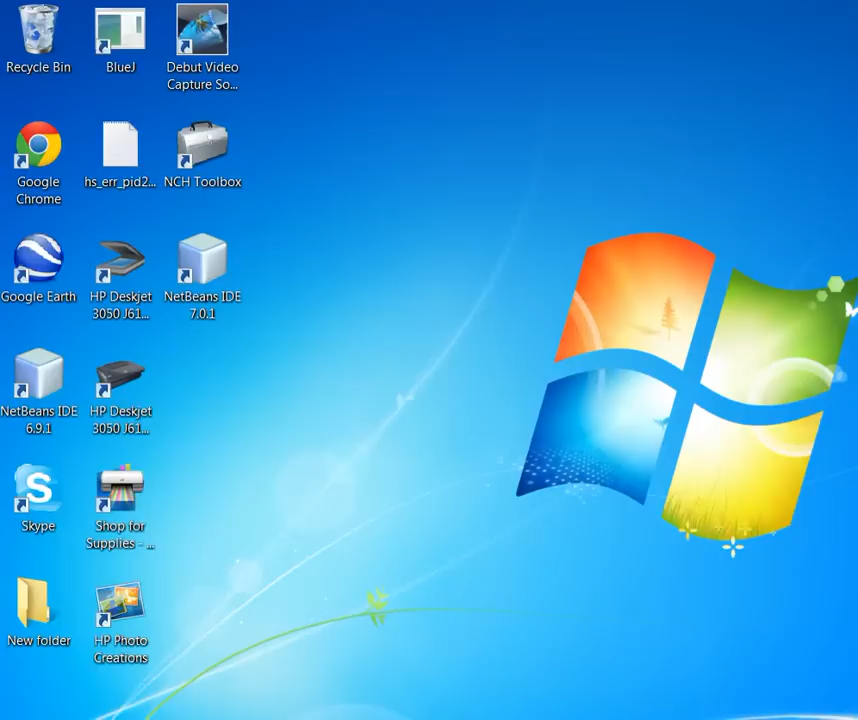 Recycle Bin
BlueJ
Debut Video
Capture So...
Google
Chrome
hs_err_pid2...
NCH Toolbox
Google Earth
HP Deskjet
3050 J61...
NetBeans IDE
7.0.1
NetBeans IDE
6.9.1
HP Deskjet
3050 J61...
Skype
Shop for
Supplies - ...
New folder
HP Photo
Creations